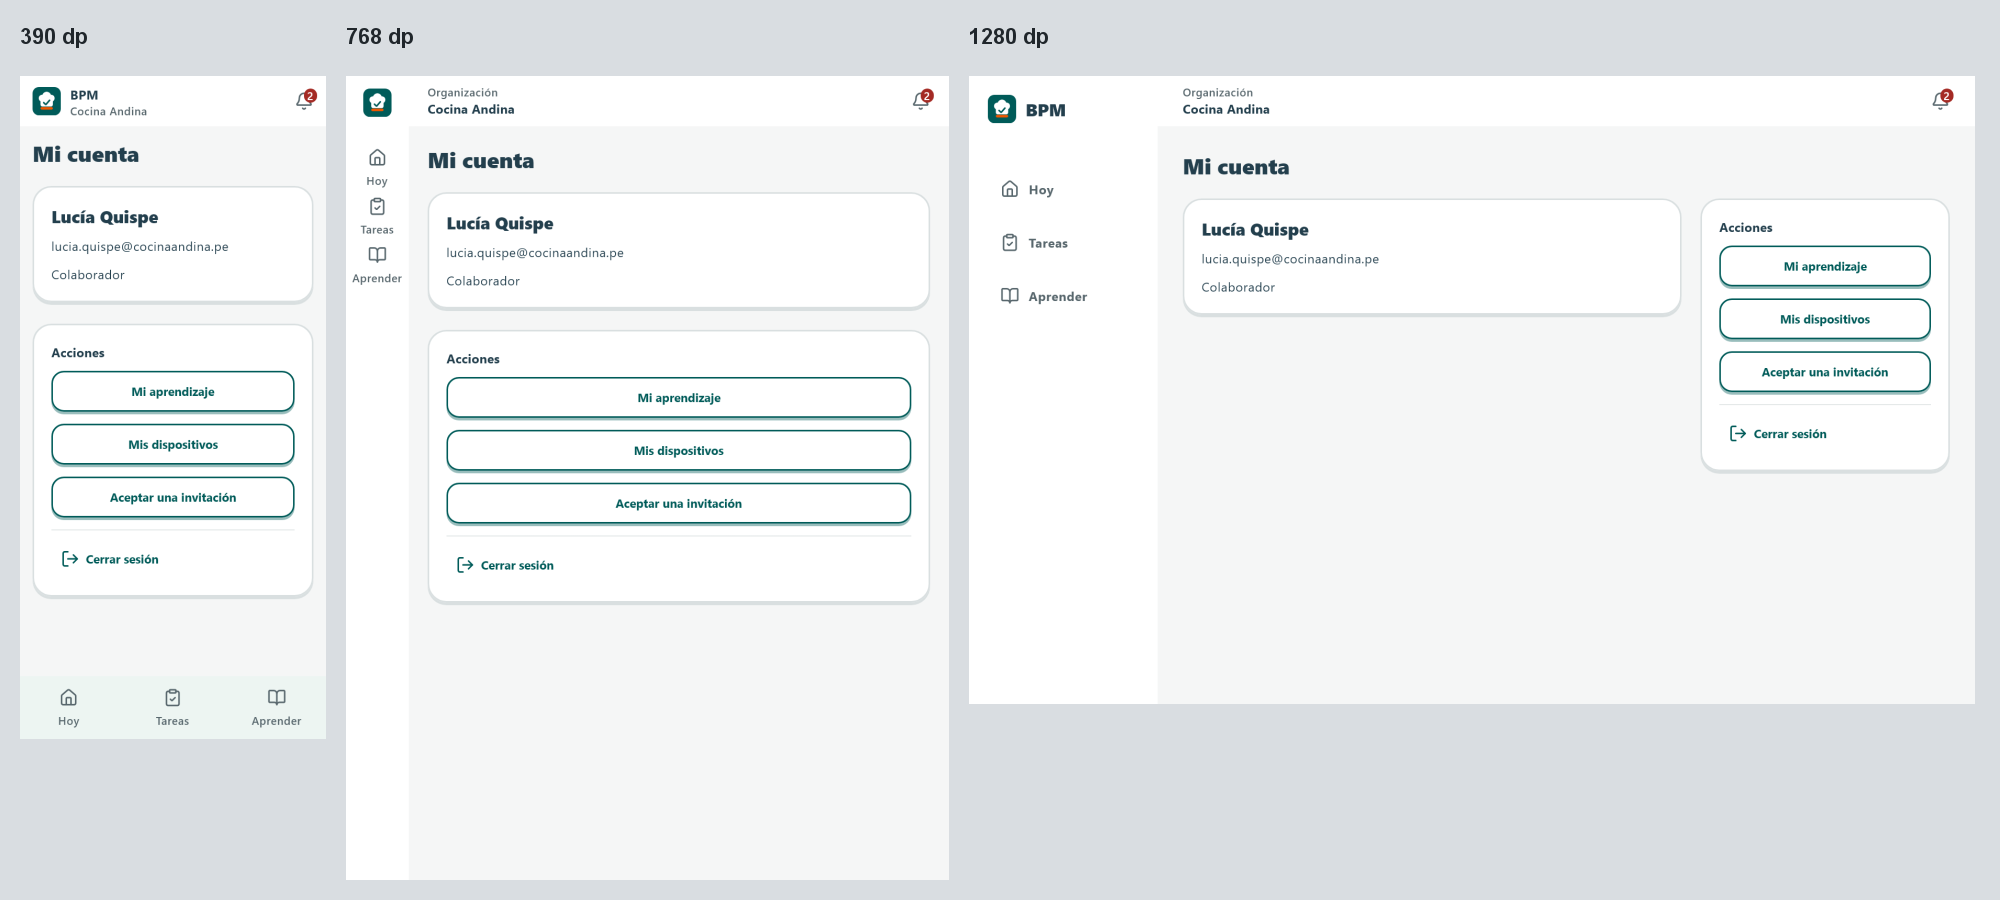 390 dp
BPM
Cocina Andina
2
Mi cuenta
Lucía Quispe
lucia.quispe@cocinaandina.pe
Colaborador
Acciones
Mi aprendizaje
Mis dispositivos
Aceptar una invitación
Cerrar sesión
Hoy
Tareas
Aprender
768 dp
Organización
Cocina Andina
2
Hoy
Tareas
Aprender
Mi cuenta
Lucía Quispe
lucia.quispe@cocinaandina.pe
Colaborador
Acciones
Mi aprendizaje
Mis dispositivos
Aceptar una invitación
Cerrar sesión
1280 dp
BPM
Organización
Cocina Andina
2
Hoy
Tareas
Aprender
Mi cuenta
Lucía Quispe
lucia.quispe@cocinaandina.pe
Colaborador
Acciones
Mi aprendizaje
Mis dispositivos
Aceptar una invitación
Cerrar sesión